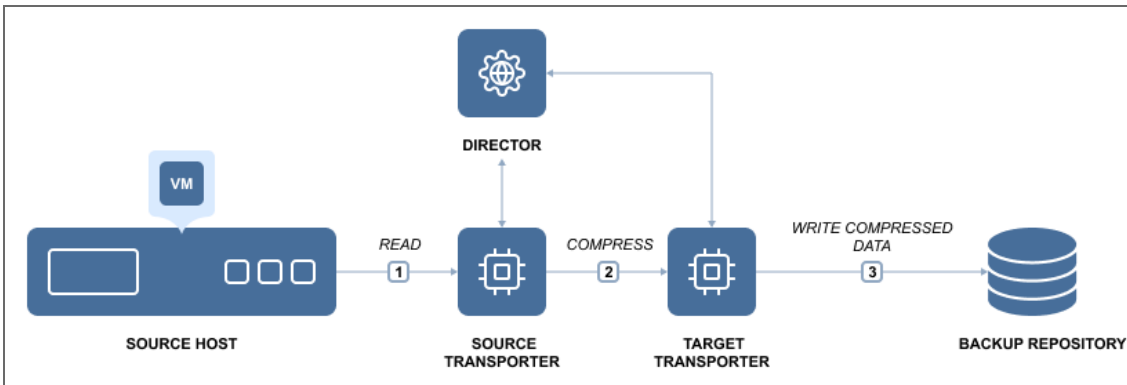 DIRECTOR
VM
READ
1
COMPRESS
2
WRITE COMPRESSED
DATA
3
SOURCE HOST
SOURCE
TRANSPORTER
TARGET
TRANSPORTER
BACKUP REPOSITORY